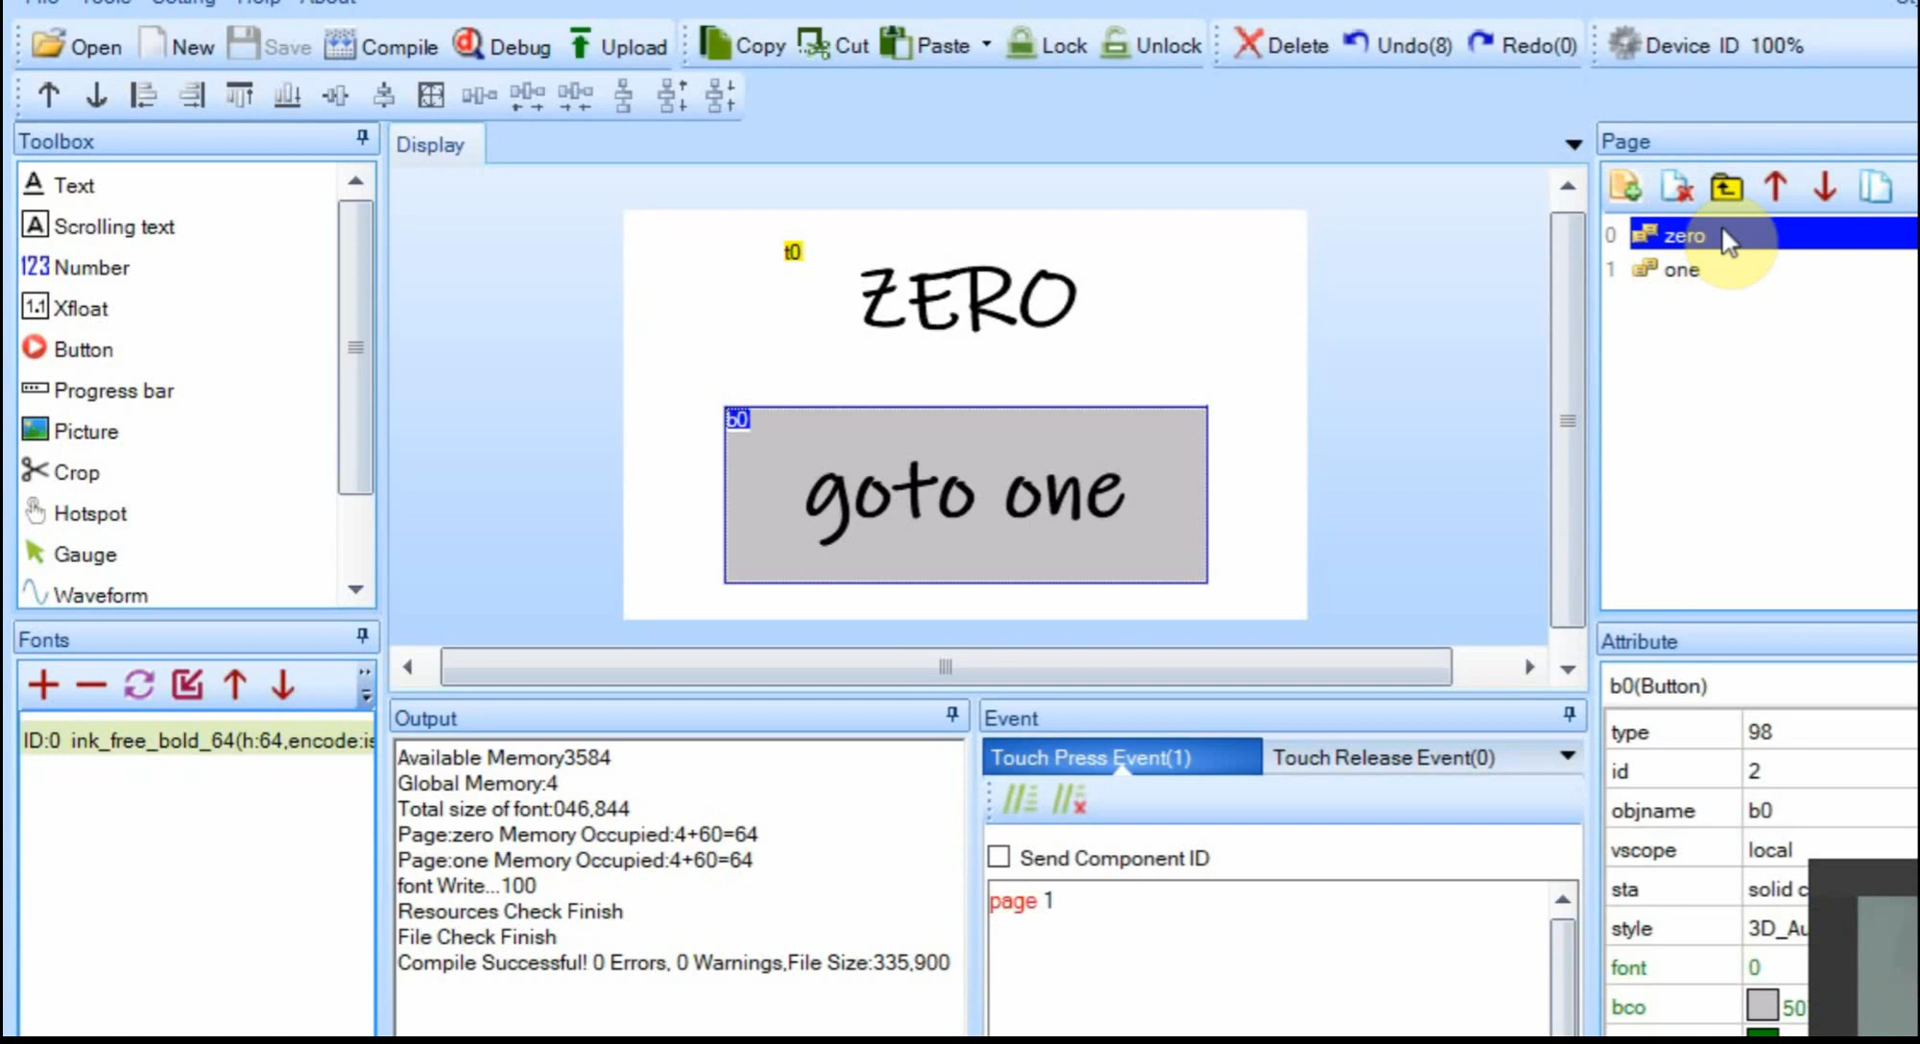 Open New Save Compile Debug Upload Copy Cut Paste Lock Unlock Delete Undo(8) Redo(0) Device ID 100%
Toolbox
Text
Scrolling text
123 Number
1.1 Xfloat
Button
Progress bar
Picture
Crop
Hotspot
Gauge
Waveform
Fonts
ID:0 ink_free_bold_64(h:64,encode:is
Display
t0
ZERO
b0
goto one
Output
Available Memory3584
Global Memory:4
Total size of font:046,844
Page:zero Memory Occupied:4+60=64
Page:one Memory Occupied:4+60=64
font Write...100
Resources Check Finish
File Check Finish
Compile Successful! 0 Errors, 0 Warnings,File Size:335,900
Event
Touch Press Event(1) Touch Release Event(0)
Send Component ID
page 1
Page
0 zero
1 one
Attribute
b0(Button)
type 98
id 2
objname b0
vscope local
sta solid c
style 3D_Au
font 0
bco 50